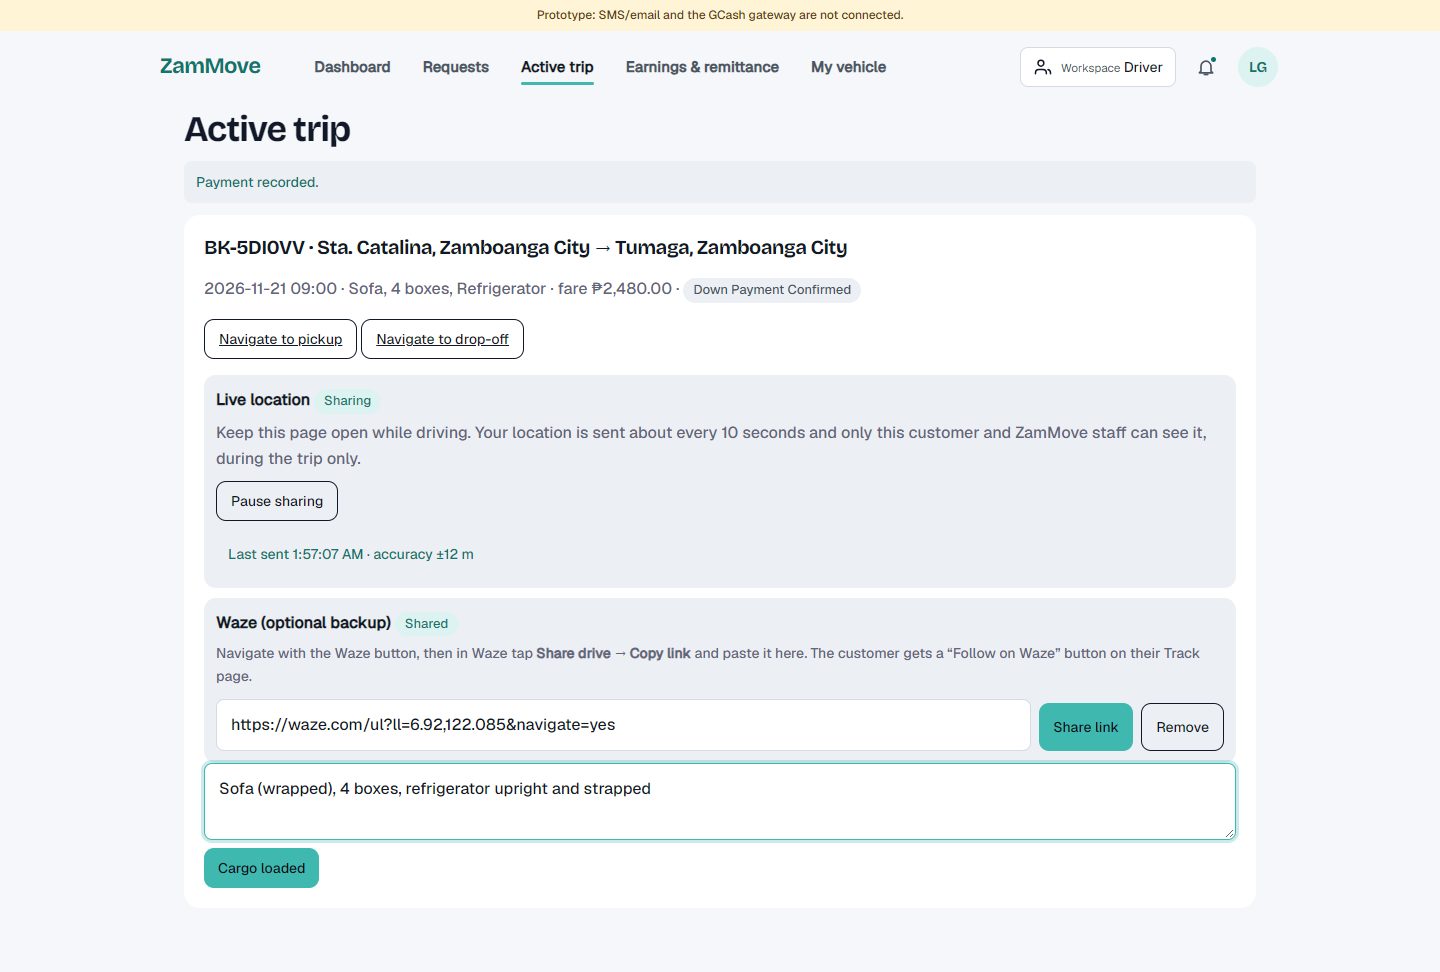 Prototype: SMS/email and the GCash gateway are not connected.
ZamMove
Dashboard
Requests
Active trip
Earnings & remittance
My vehicle
Workspace Driver
LG
Active trip
Payment recorded.
BK-5DI0VV · Sta. Catalina, Zamboanga City → Tumaga, Zamboanga City
2026-11-21 09:00 · Sofa, 4 boxes, Refrigerator · fare ₱2,480.00 · Down Payment Confirmed
Navigate to pickup
Navigate to drop-off
Live location Sharing
Keep this page open while driving. Your location is sent about every 10 seconds and only this customer and ZamMove staff can see it,
during the trip only.
Pause sharing
Last sent 1:57:07 AM · accuracy ±12 m
Waze (optional backup) Shared
Navigate with the Waze button, then in Waze tap Share drive → Copy link and paste it here. The customer gets a “Follow on Waze” button on their Track
page.
https://waze.com/ul?ll=6.92,122.085&navigate=yes
Share link
Remove
Sofa (wrapped), 4 boxes, refrigerator upright and strapped
Cargo loaded